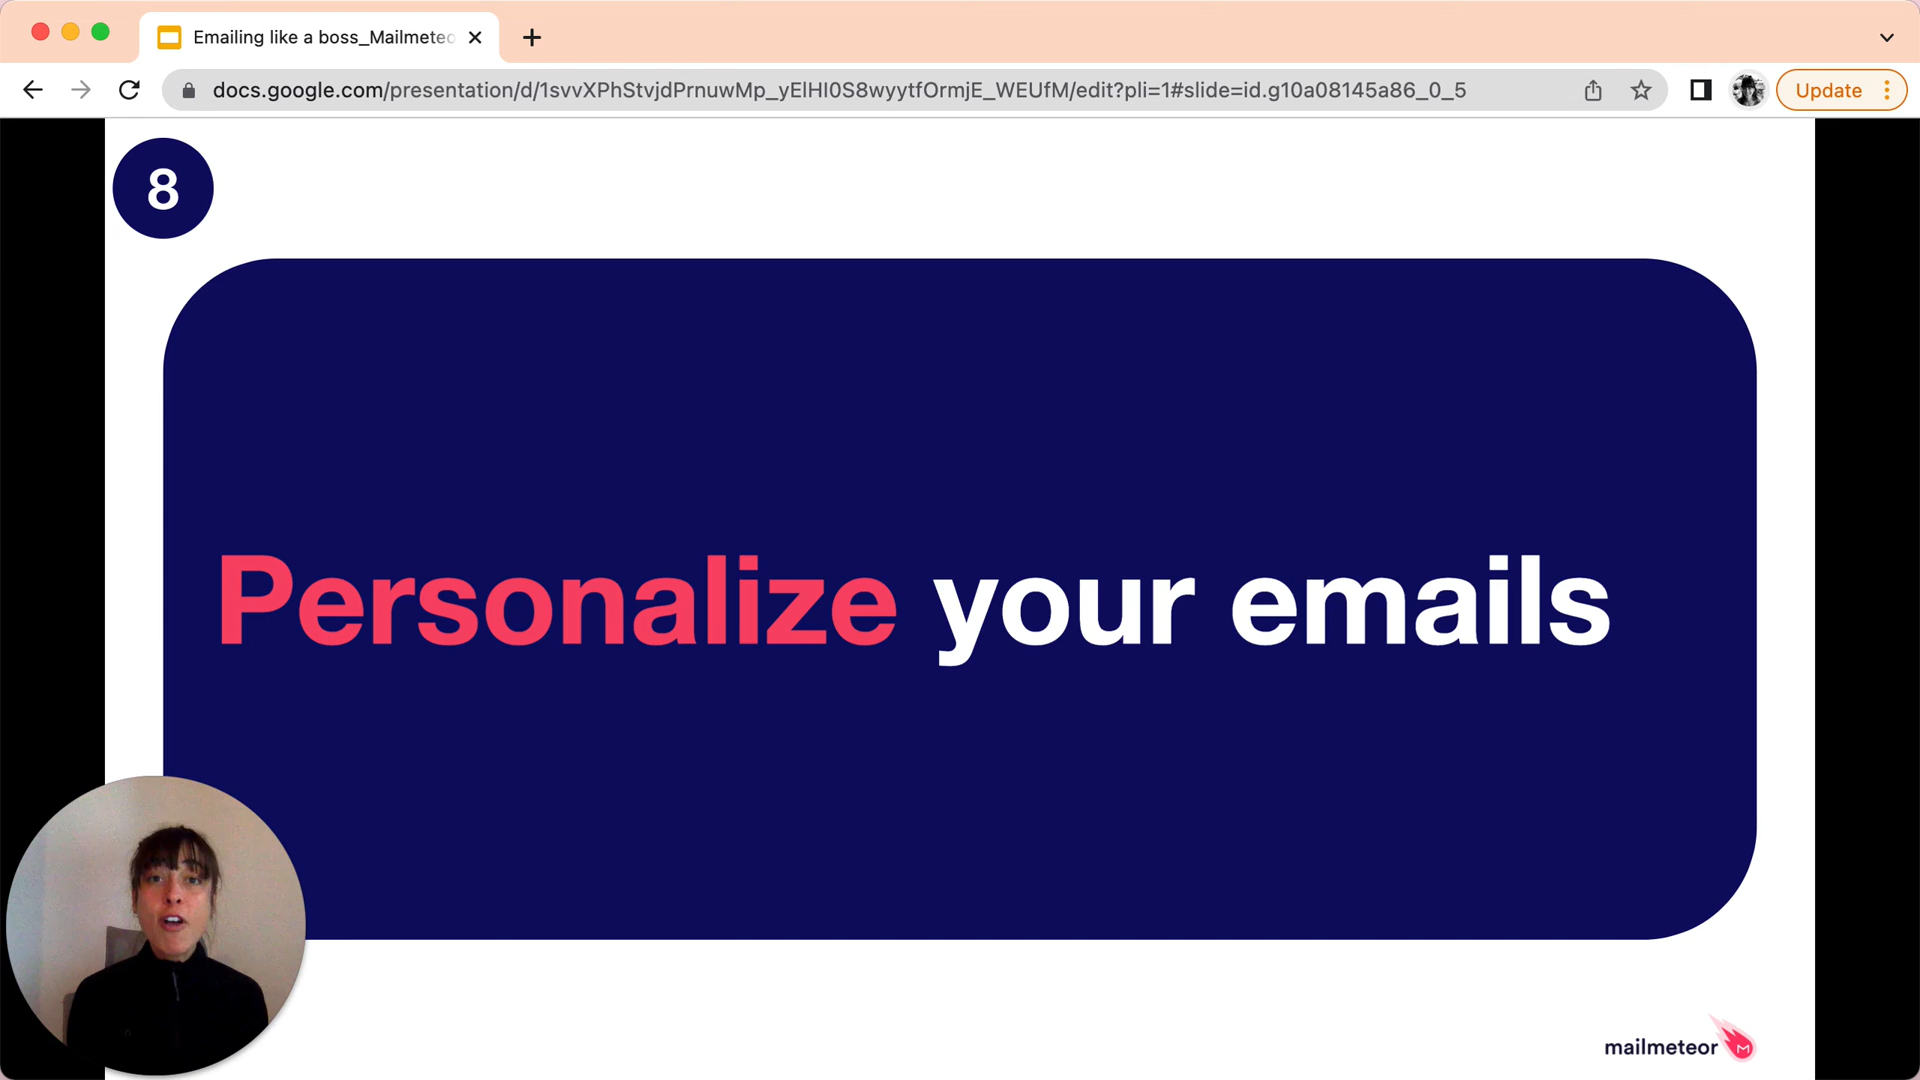 Emailing like a boss_Mailmeteo
docs.google.com/presentation/d/1svvXPhStvjdPrnuwMp_yElHI0S8wyytfOrmjE_WEUfM/edit?pli=1#slide=id.g10a08145a86_0_5
Update
8
Personalize your emails
mailmeteor
M